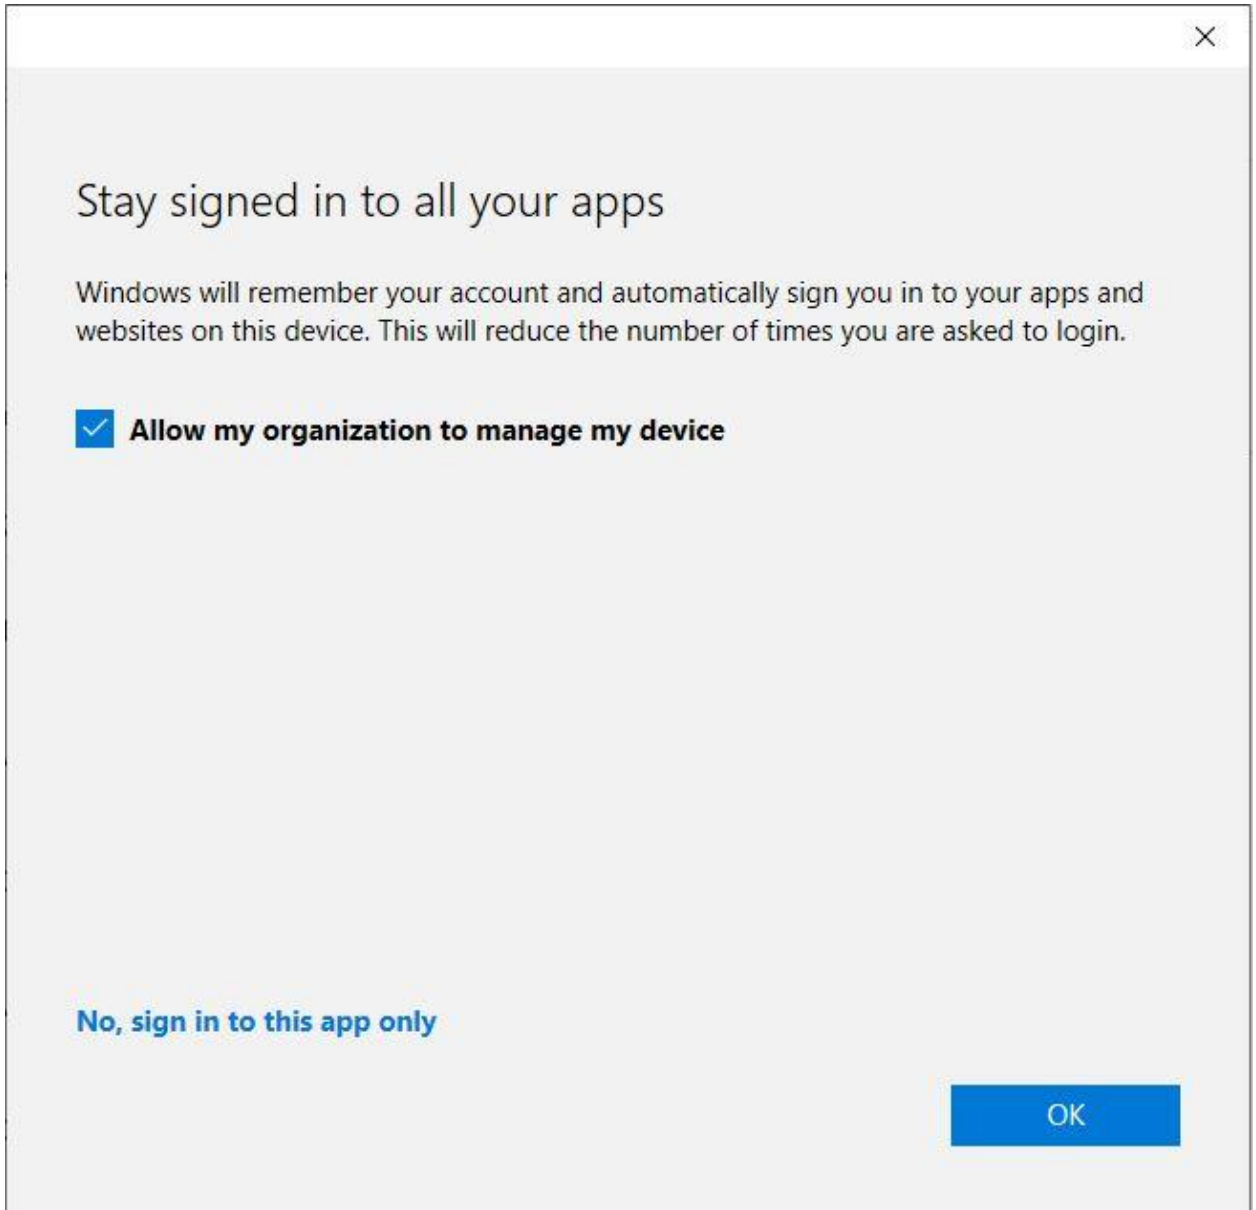 Stay signed in to all your apps
Windows will remember your account and automatically sign you in to your apps and
websites on this device. This will reduce the number of times you are asked to login.
Allow my organization to manage my device
No, sign in to this app only
OK